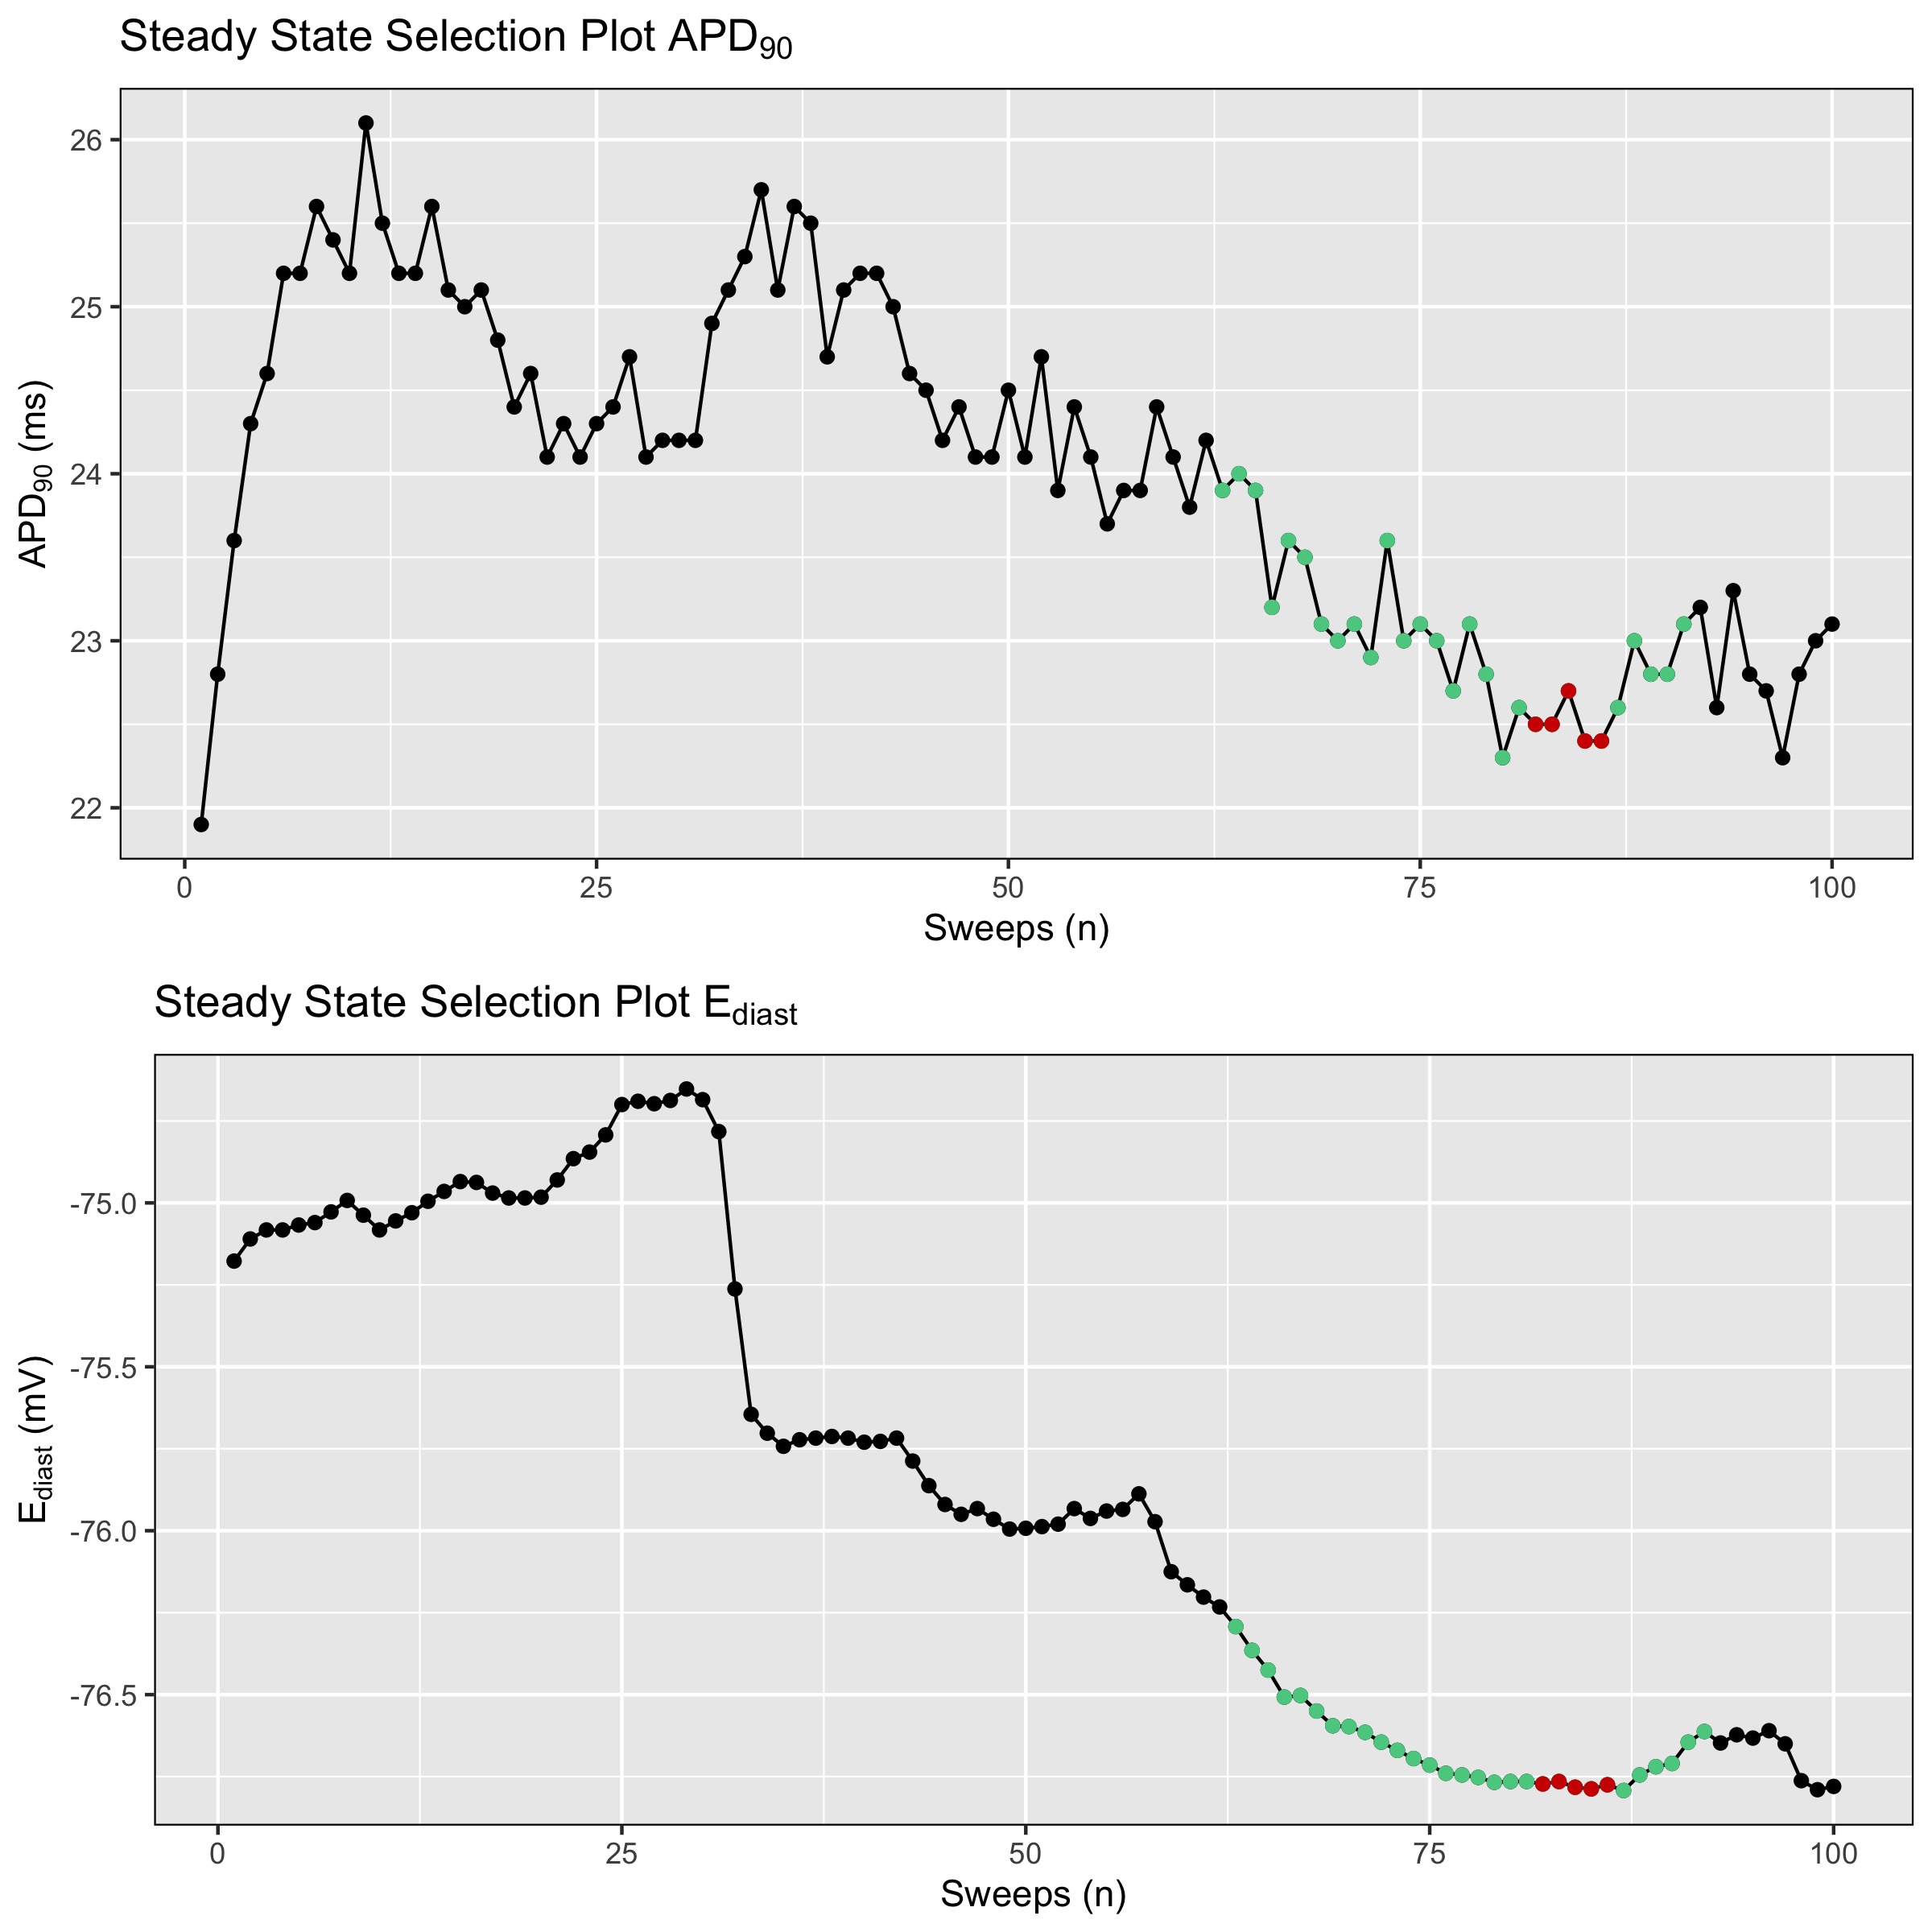 Steady State Selection Plot APD90
26
25
24
23
22
APD90 (ms)
0 25 50 75 100
Sweeps (n)
Steady State Selection Plot Ediast
-75.0
-75.5
-76.0
-76.5
Ediast (mV)
0 25 50 75 100
Sweeps (n)